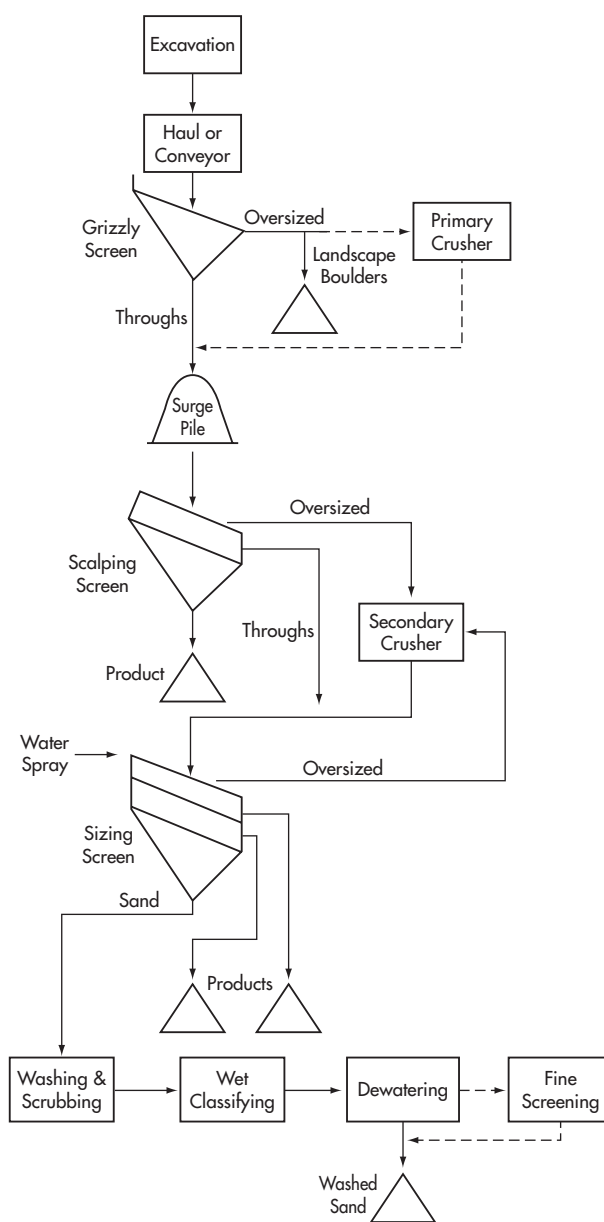 Excavation
Haul or
Conveyor
Oversized
Grizzly
Screen
Primary
Crusher
Landscape
Boulders
Throughs
Surge
Pile
Oversized
Scalping
Screen
Throughs
Secondary
Crusher
Product
Water
Spray
Oversized
Sizing
Screen
Sand
Products
Washing &
Scrubbing
Wet
Classifying
Dewatering
Fine
Screening
Washed
Sand